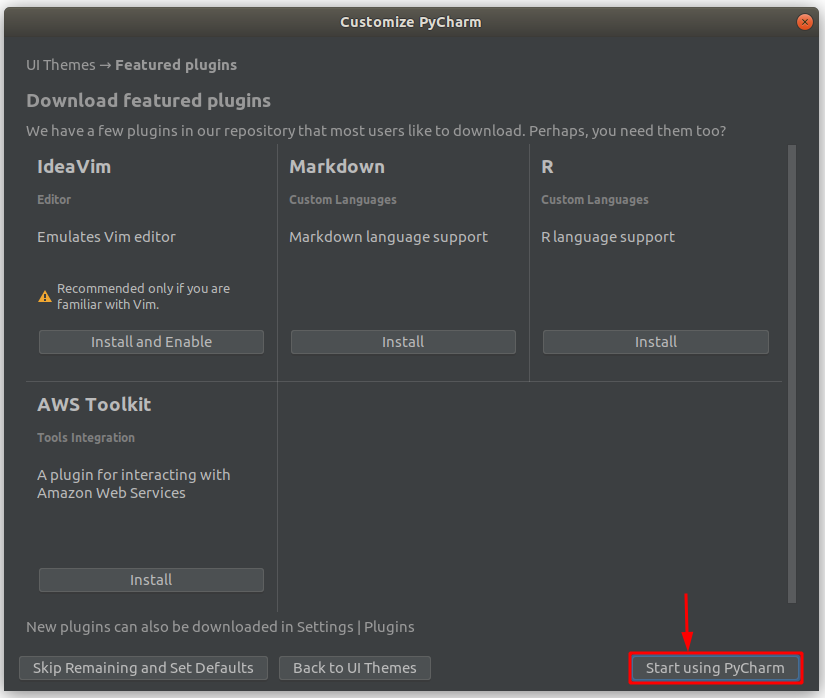 Customize PyCharm
UI Themes → Featured plugins
Download featured plugins
We have a few plugins in our repository that most users like to download. Perhaps, you need them too?
IdeaVim
Editor
Emulates Vim editor
Recommended only if you are
familiar with Vim.
Install and Enable
Markdown
Custom Languages
Markdown language support
Install
R
Custom Languages
R language support
Install
AWS Toolkit
Tools Integration
A plugin for interacting with
Amazon Web Services
Install
New plugins can also be downloaded in Settings | Plugins
Skip Remaining and Set Defaults
Back to UI Themes
Start using PyCharm